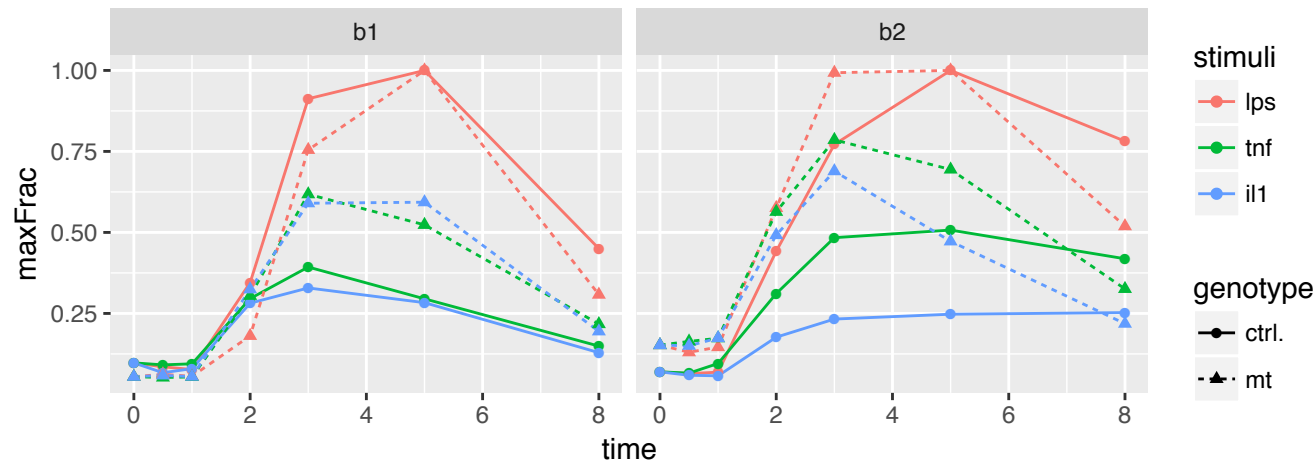 b1
b2
maxFrac
1.00
0.75
0.50
0.25
0 2 4 6 8
0 2 4 6 8
time
stimuli
lps
tnf
il1
genotype
ctrl.
mt